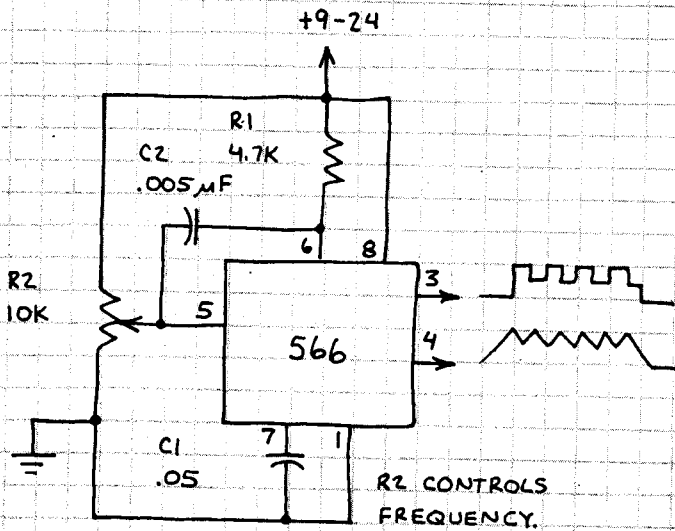 +9-24
R1
4.7K
C2
.005µF
6
8
3
R2
10K
5
566
4
7
1
C1
.05
R2 CONTROLS
FREQUENCY.